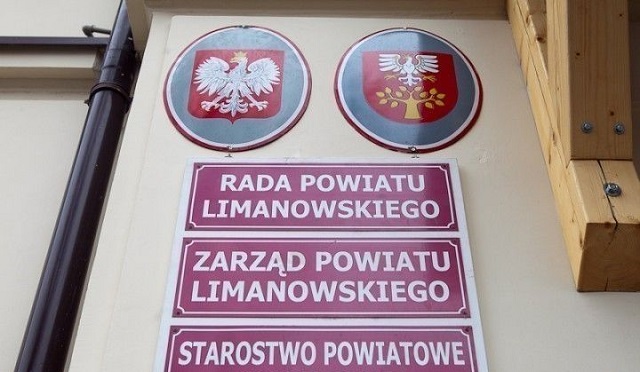 RADA POWIATU
LIMANOWSKIEGO
ZARZĄD POWIATU
LIMANOWSKIEGO
STAROSTWO POWIATOWE